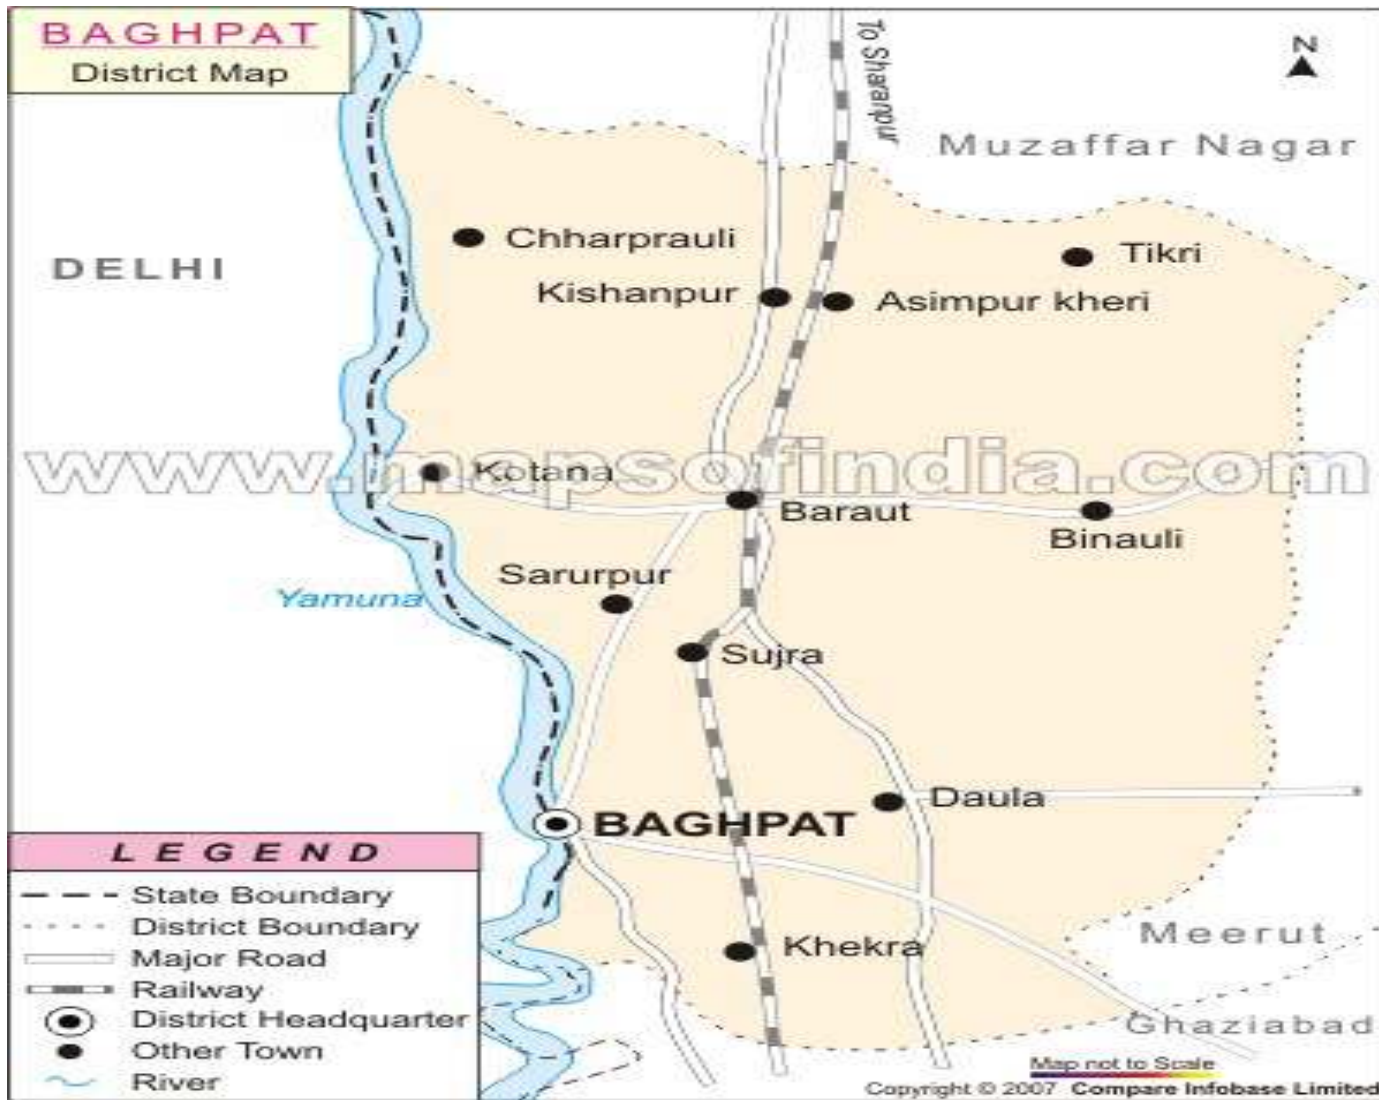 BAGHPAT
District Map
N
To Sharanpur
Muzaffar Nagar
DELHI
Chharprauli
Tikri
Kishanpur
Asimpur kheri
www.mapsofindia.com
Kotana
Baraut
Binauli
Sarurpur
Yamuna
Sujra
Daula
BAGHPAT
Khekra
Meerut
Ghaziabad
LEGEND
State Boundary
District Boundary
Major Road
Railway
District Headquarter
Other Town
River
Map not to Scale
Copyright © 2007 Compare Infobase Limited